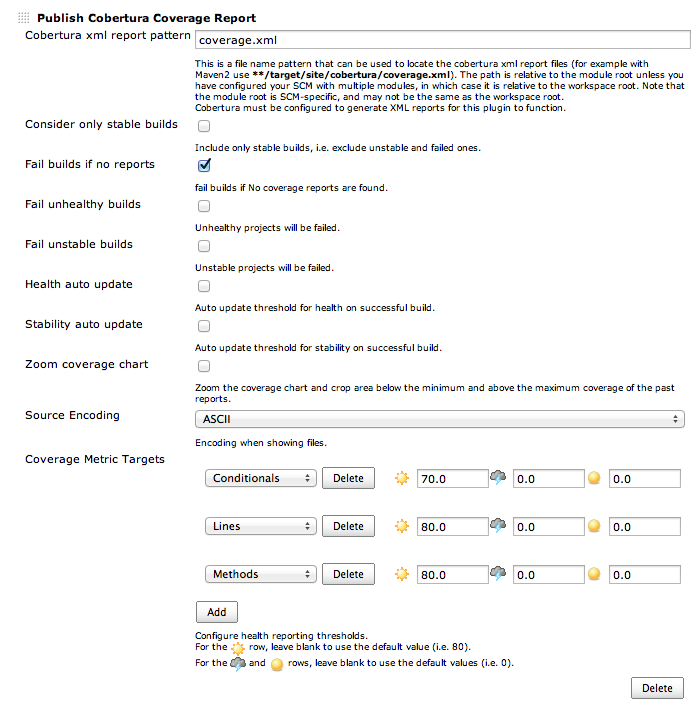 Publish Cobertura Coverage Report
Cobertura xml report pattern coverage.xml
This is a file name pattern that can be used to locate the cobertura xml report files (for example with
Maven2 use **/target/site/cobertura/coverage.xml). The path is relative to the module root unless you
have configured your SCM with multiple modules, in which case it is relative to the workspace root. Note that
the module root is SCM-specific, and may not be the same as the workspace root.
Cobertura must be configured to generate XML reports for this plugin to function.
Consider only stable builds
Include only stable builds, i.e. exclude unstable and failed ones.
Fail builds if no reports
fail builds if No coverage reports are found.
Fail unhealthy builds
Unhealthy projects will be failed.
Fail unstable builds
Unstable projects will be failed.
Health auto update
Auto update threshold for health on successful build.
Stability auto update
Auto update threshold for stability on successful build.
Zoom coverage chart
Zoom the coverage chart and crop area below the minimum and above the maximum coverage of the past
reports.
Source Encoding ASCII
Encoding when showing files.
Coverage Metric Targets
Conditionals Delete 70.0 0.0 0.0
Lines Delete 80.0 0.0 0.0
Methods Delete 80.0 0.0 0.0
Add
Configure health reporting thresholds.
For the row, leave blank to use the default value (i.e. 80).
For the and rows, leave blank to use the default values (i.e. 0).
Delete